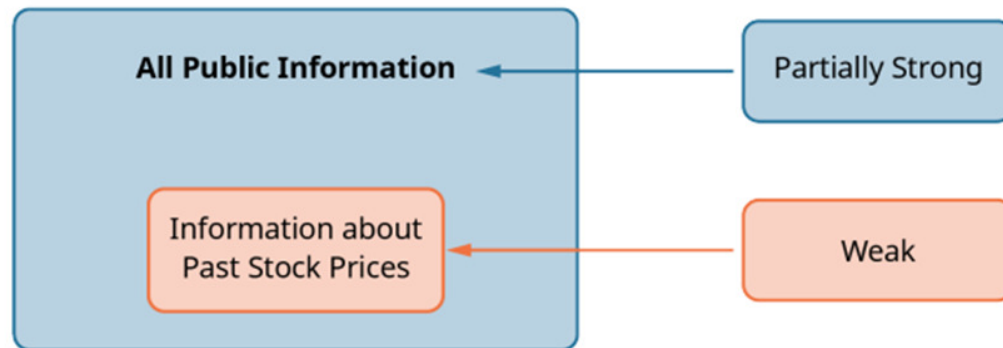 All Public Information
Partially Strong
Information about
Past Stock Prices
Weak